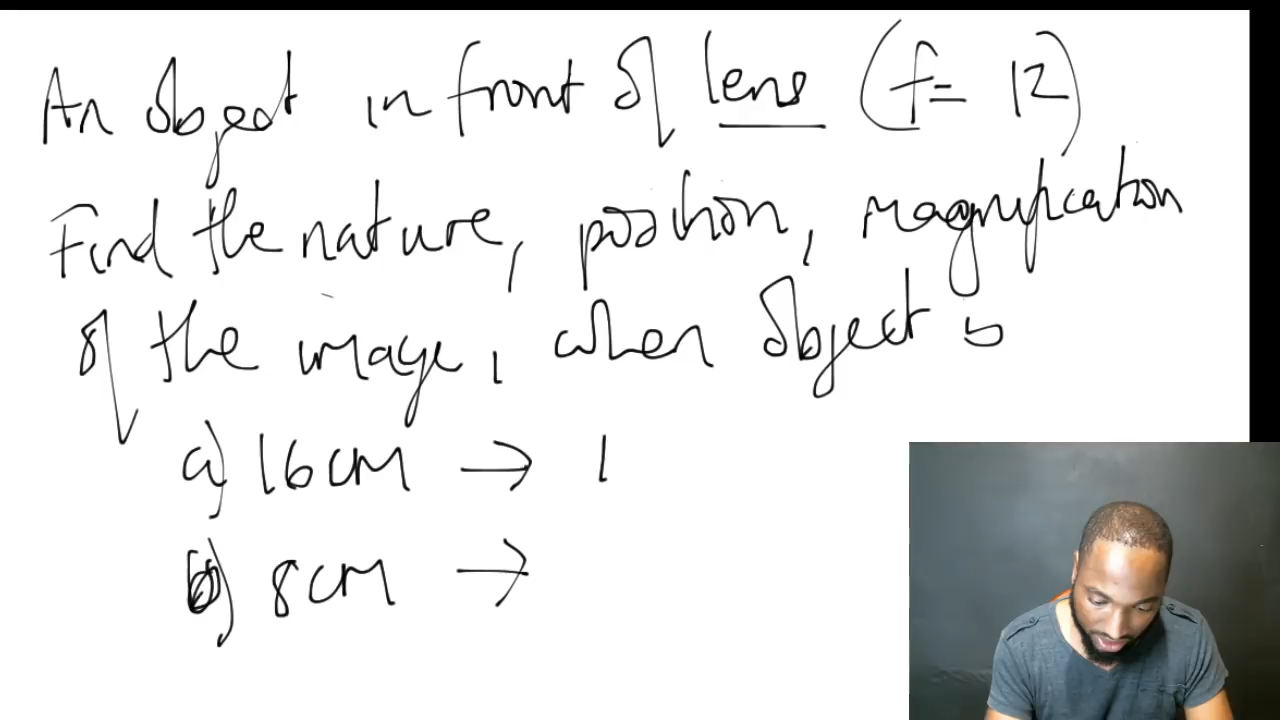 An object in front of lens (f= 12)
Find the nature, position, magnification
of the image, when object is
a) 16cm → 1
b) 8cm →